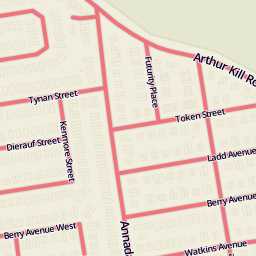 Arthur Kill Ro
Futurity Place
Tynan Street
Token Street
Kenmore Street
Dierauf Street
Ladd Avenue
Berry Avenue
Annad
Berry Avenue West
Watkins Avenue